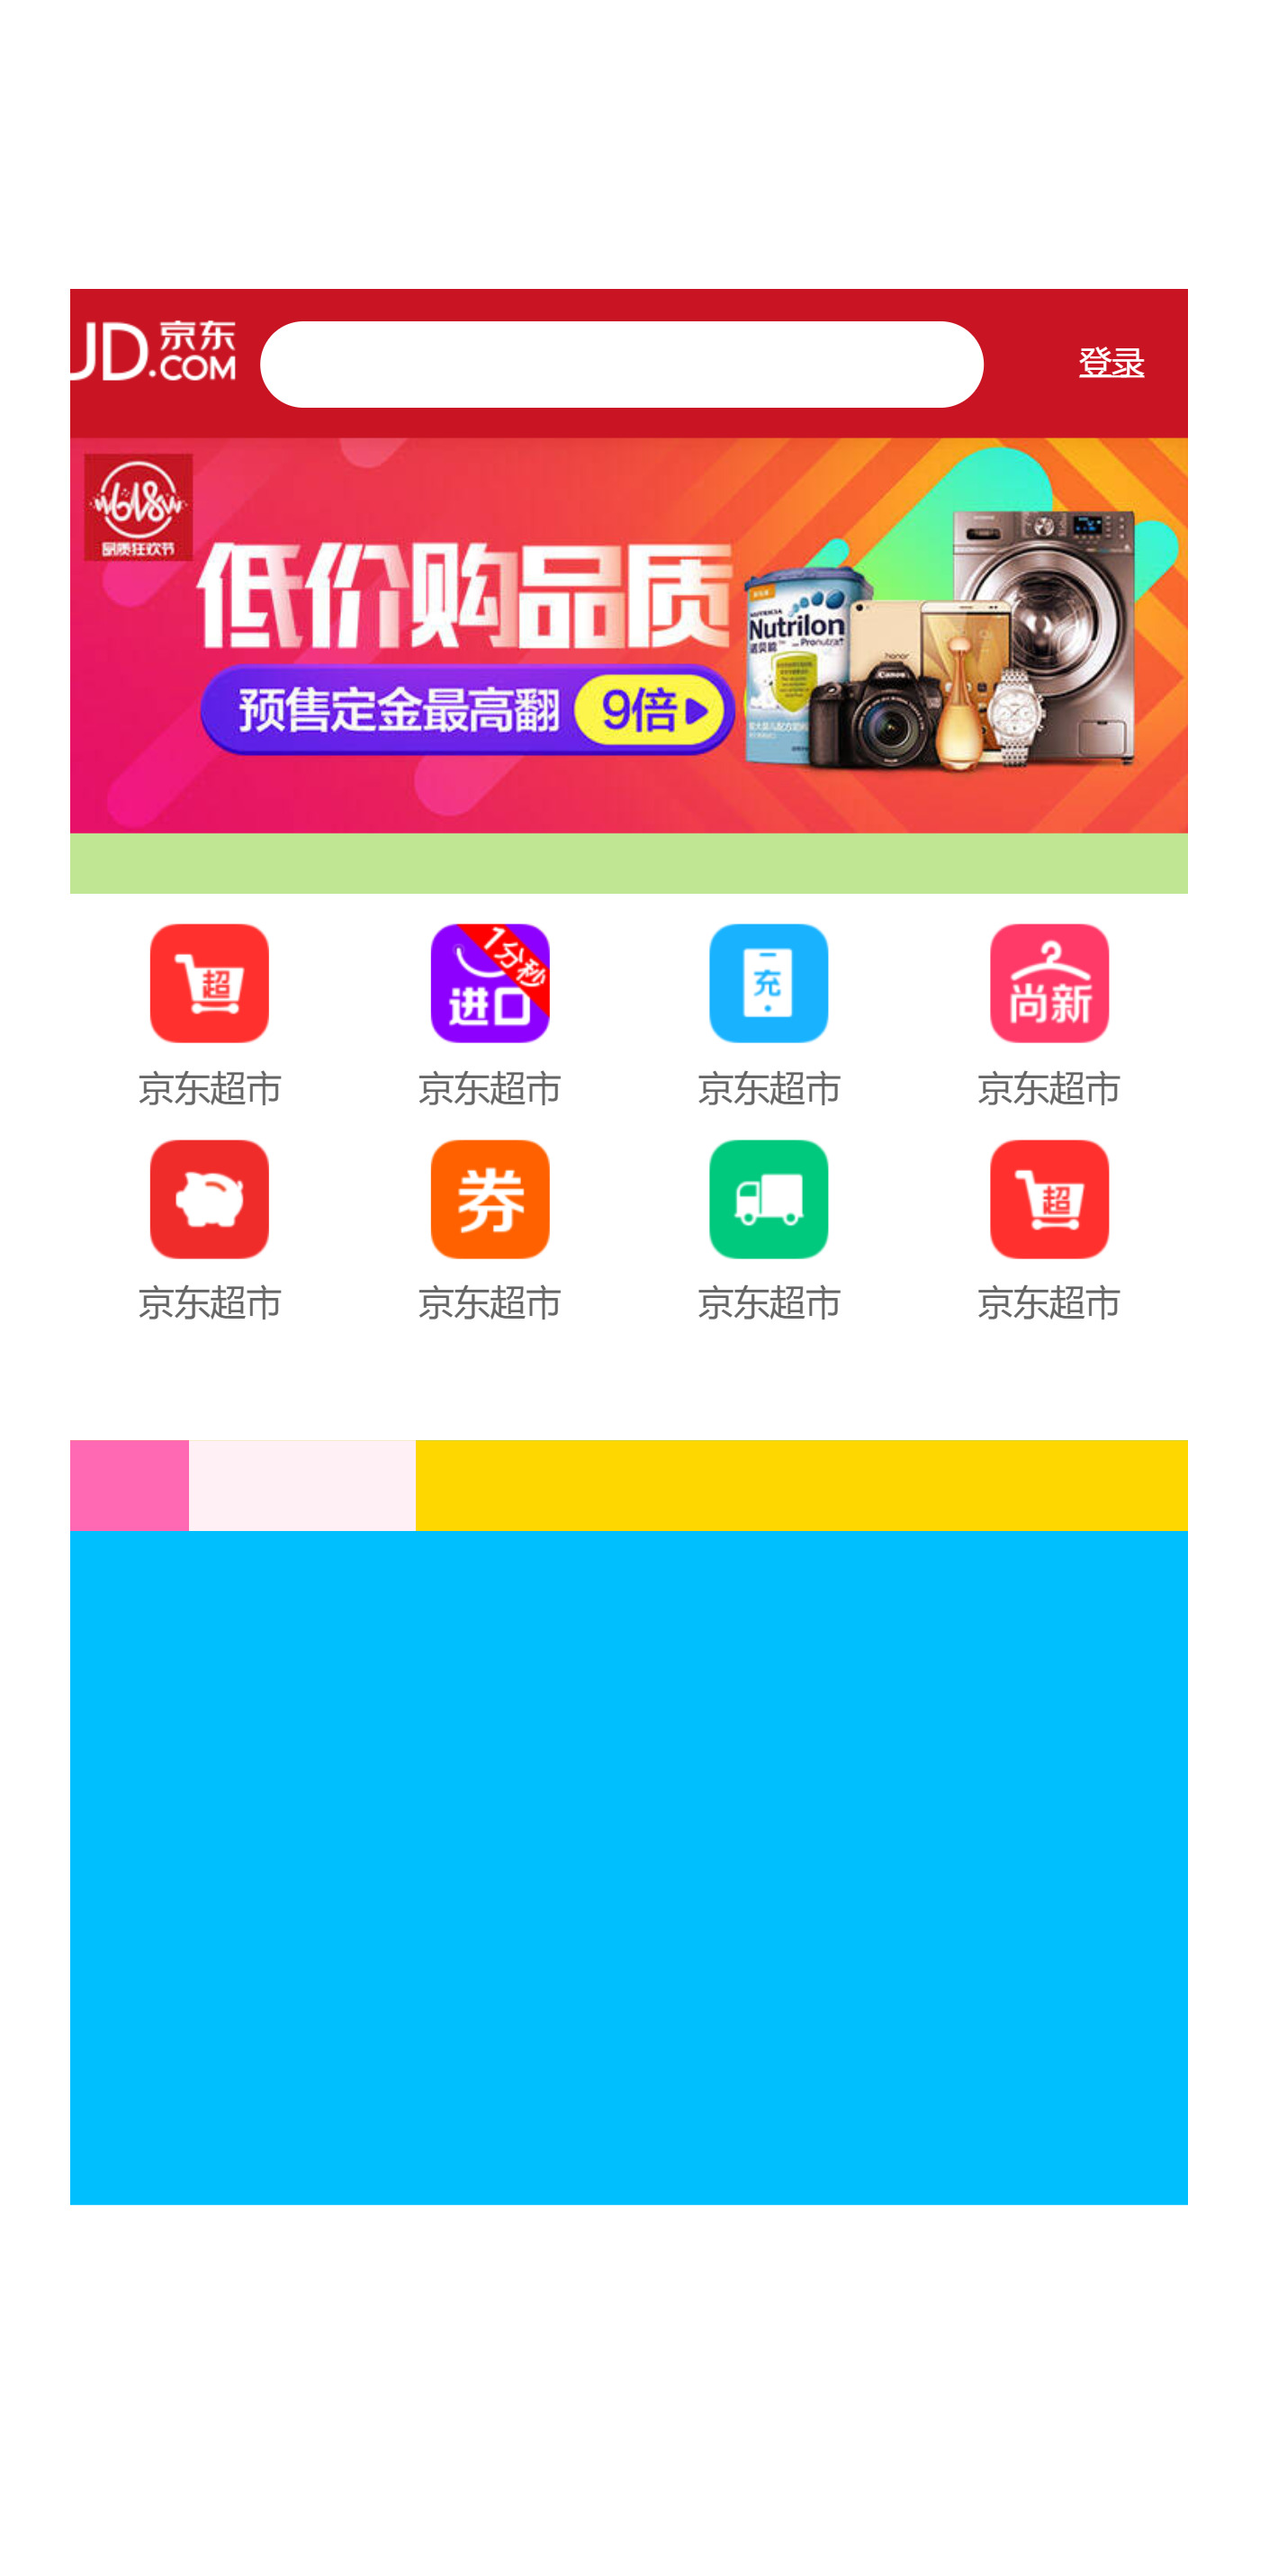 JD.京东
.COM
登录
618
品质狂欢节
低价购品质
预售定金最高翻 9倍
Nutrilon
诺贝能 Pronutra
honor
Canon
超
1分秒
进口
充
尚新
京东超市 京东超市 京东超市 京东超市
券
超
京东超市 京东超市 京东超市 京东超市